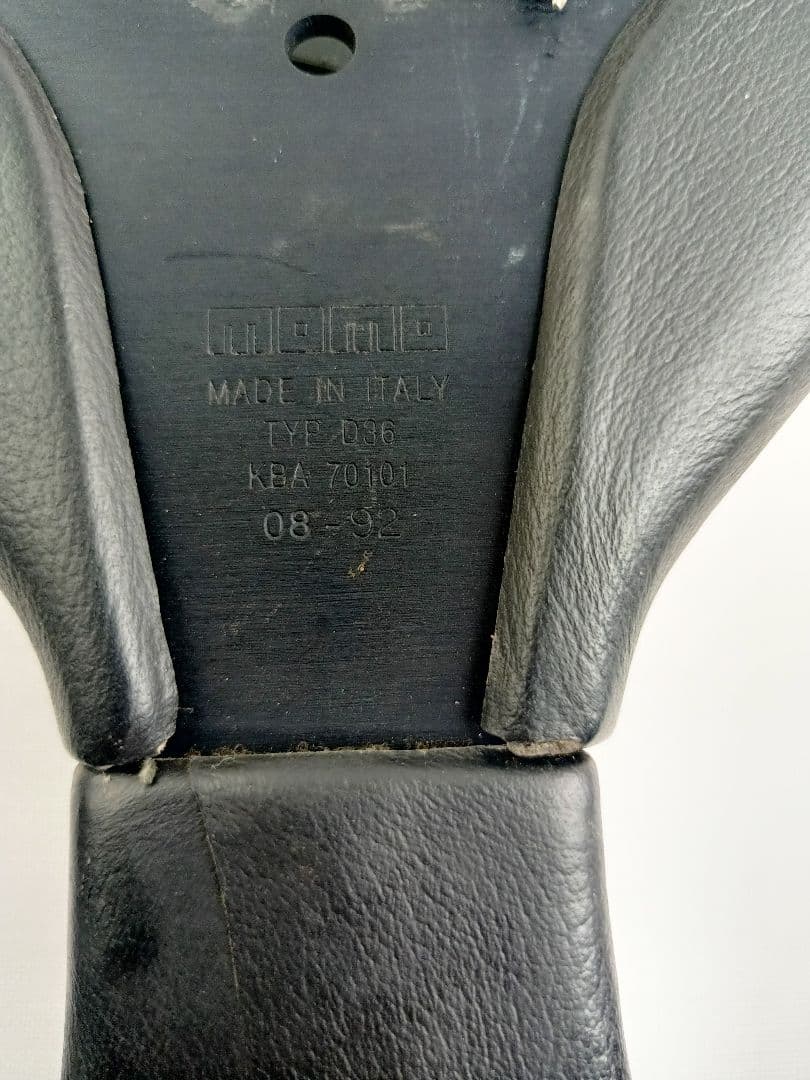 momo
MADE IN ITALY
TYP D36
KBA 70101
08-92